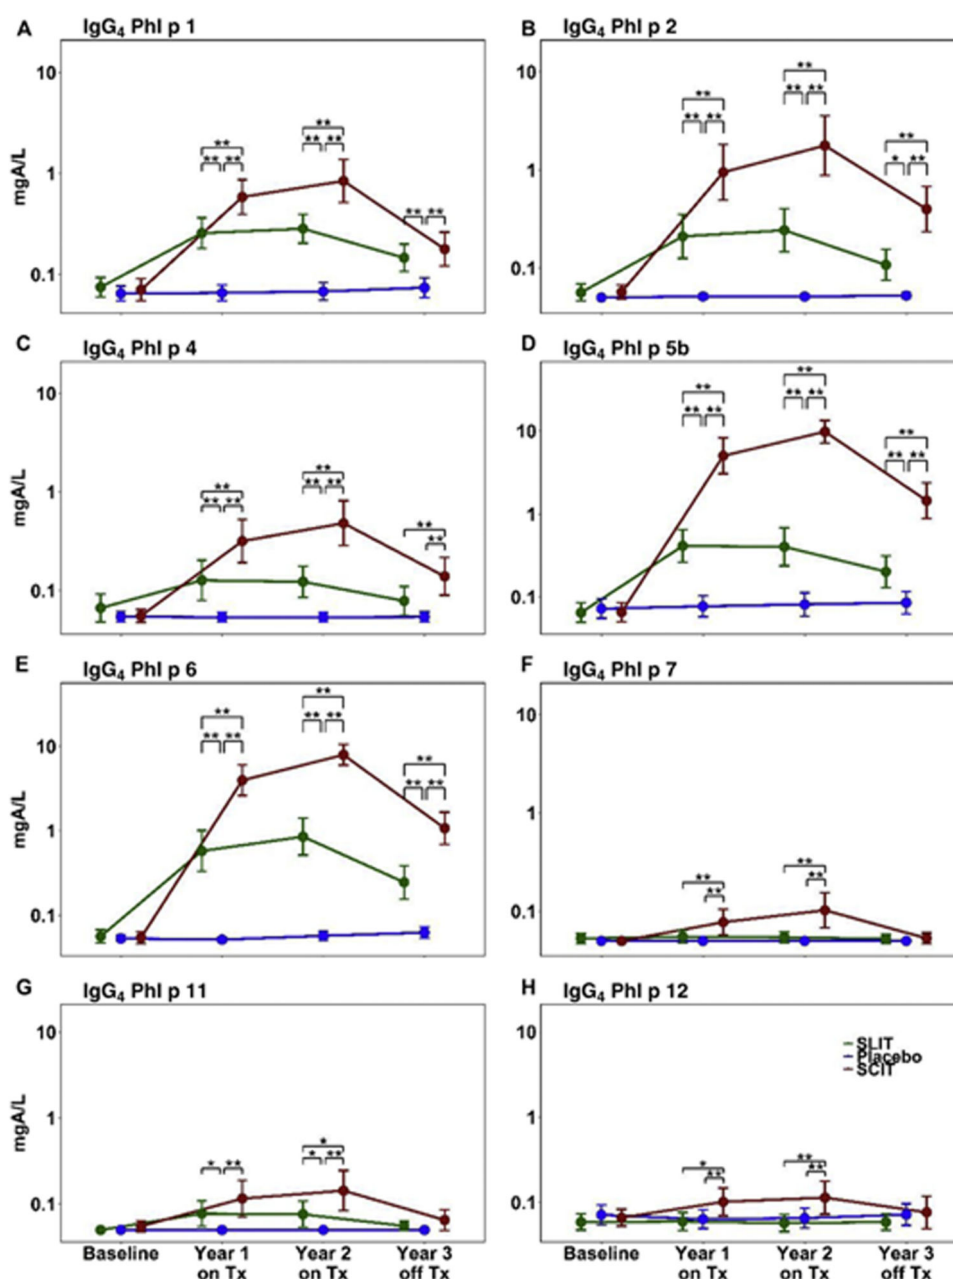 A IgG4 Phl p 1
B IgG4 Phl p 2
10
1
0.1
mgA/L
** ** ** ** ** ** ** **
10
1
0.1
** ** ** ** ** ** ** * **
C IgG4 Phl p 4
D IgG4 Phl p 5b
10
1
0.1
mgA/L
** ** ** ** ** ** ** **
10
1
0.1
** ** ** ** ** ** ** ** **
E IgG4 Phl p 6
F IgG4 Phl p 7
10
1
0.1
mgA/L
** ** ** ** ** ** ** ** **
10
1
0.1
** ** ** **
G IgG4 Phl p 11
H IgG4 Phl p 12
10
1
0.1
mgA/L
* ** * * **
10
1
0.1
* ** ** **
SLIT
Placebo
SCIT
Baseline Year 1 Year 2 Year 3
on Tx on Tx off Tx
Baseline Year 1 Year 2 Year 3
on Tx on Tx off Tx